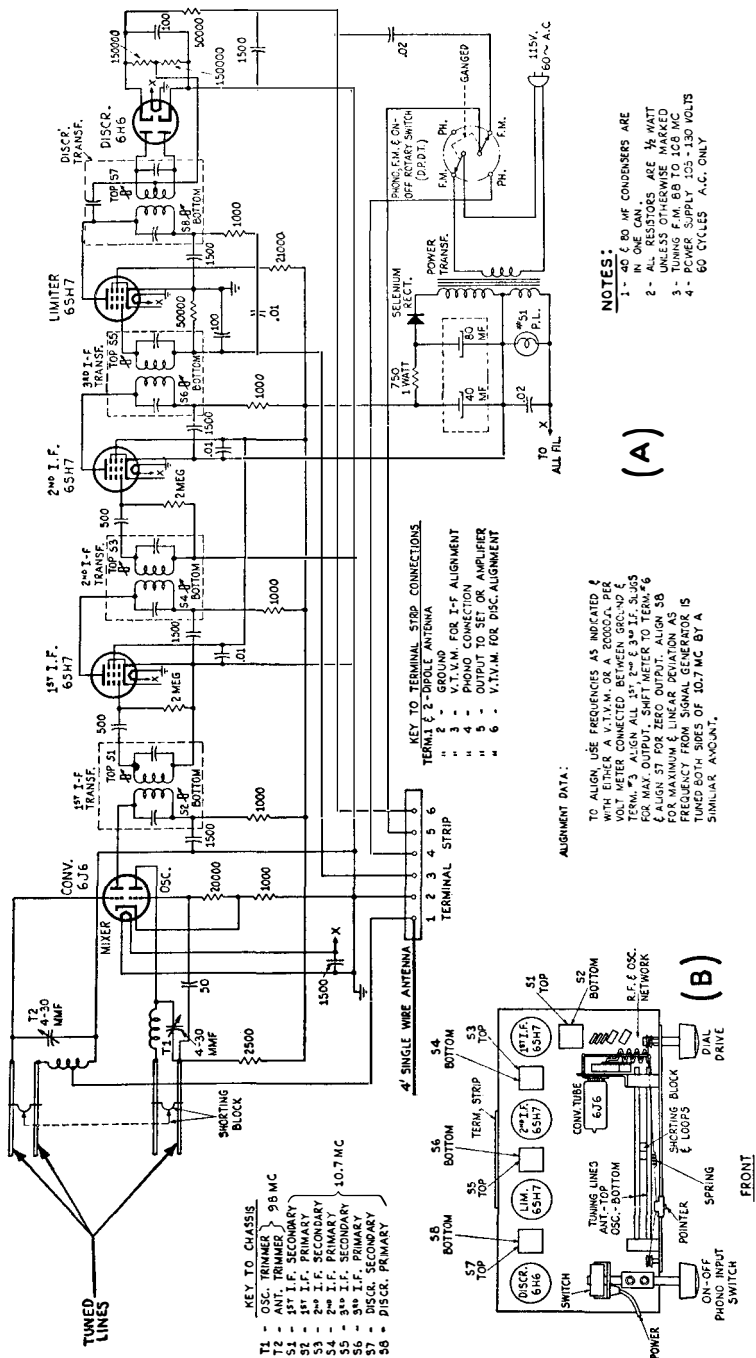 TUNED
LINES
T2
4-30
MMF
SHORTING
BLOCK
T1
4-30
MMF
2500
CONV.
6J6
MIXER
OSC.
50
20000
1000
1500
X
4' SINGLE WIRE ANTENNA
1 2 3 4 5 6
TERMINAL STRIP
1ST I-F
TRANSF.
TOP S1
S2
BOTTOM
1500
1000
500
2 MEG
1ST I.F.
6SH7
X
.01
2ND I-F
TRANSF.
TOP S3
S4
BOTTOM
1500
1000
500
2 MEG
2ND I.F.
6SH7
X
.01
3RD I-F
TRANSF.
TOP S5
S6
BOTTOM
1500
1000
LIMITER
6SH7
X
50000
100
.01
DISCR.
TRANSF.
TOP S7
S8
BOTTOM
1500
1000
21000
DISCR.
6H6
X
150000
150000
100
50000
1500
.02
PHONO, F.M. & ON-
OFF ROTARY SWITCH
(D.P.D.T.)
GANGED
PH.
F.M.
F.M.
PH.
115V.
60~ A.C
POWER
TRANSF.
SELENIUM
RECT.
750
1 WATT
40
MF
80
MF
#51
P.L.
.02
X
TO
ALL FIL.
(A)
NOTES:
1 - 40 & 80 MF CONDENSERS ARE
IN ONE CAN.
2 - ALL RESISTORS ARE ½ WATT
UNLESS OTHERWISE MARKED
3 - TUNING F.M. 88 TO 108 MC
4 - POWER SUPPLY 105-130 VOLTS
60 CYCLES A.C. ONLY
KEY TO TERMINAL STRIP CONNECTIONS
TERM. 1 & 2 - DIPOLE ANTENNA
" 2 - GROUND
" 3 - V.T.V.M. FOR I-F ALIGNMENT
" 4 - PHONO CONNECTION
" 5 - OUTPUT TO SET OR AMPLIFIER
" 6 - V.T.V.M. FOR DISC. ALIGNMENT
ALIGNMENT DATA:
TO ALIGN, USE FREQUENCIES AS INDICATED &
WITH EITHER A V.T.V.M. OR A 20000Ω PER
VOLT METER CONNECTED BETWEEN GROUND &
TERM. #3 ALIGN ALL 1ST, 2ND & 3RD I.F. SLUGS
FOR MAX. OUTPUT. SHIFT METER TO TERM. #6
& ALIGN S7 FOR ZERO OUTPUT. ALIGN S8
FOR MAXIMUM & LINEAR DEVIATION AS
FREQUENCY FROM SIGNAL GENERATOR IS
TUNED BOTH SIDES OF 10.7 MC BY A
SIMILIAR AMOUNT.
KEY TO CHASSIS
T1 - OSC. TRIMMER
T2 - ANT. TRIMMER
98 MC
S1 - 1ST I.F. SECONDARY
S2 - 1ST I.F. PRIMARY
S3 - 2ND I.F. SECONDARY
S4 - 2ND I.F. PRIMARY
S5 - 3RD I.F. SECONDARY
S6 - 3RD I.F. PRIMARY
S7 - DISCR. SECONDARY
S8 - DISCR. PRIMARY
10.7 MC
S7
TOP
S8
BOTTOM
S5
TOP
S6
BOTTOM
TERM. STRIP
S4
BOTTOM
S3
TOP
S1
TOP
S2
BOTTOM
DISCR.
6H6
LIM.
6SH7
2ND I.F.
6SH7
1ST I.F.
6SH7
CONV. TUBE
6J6
R.F. & OSC.
NETWORK
SWITCH
TUNING LINES
ANT.-TOP
OSC.-BOTTOM
SHORTING BLOCK
& LOOPS
SPRING
POINTER
POWER
ON-OFF
PHONO INPUT
SWITCH
DIAL
DRIVE
FRONT
(B)